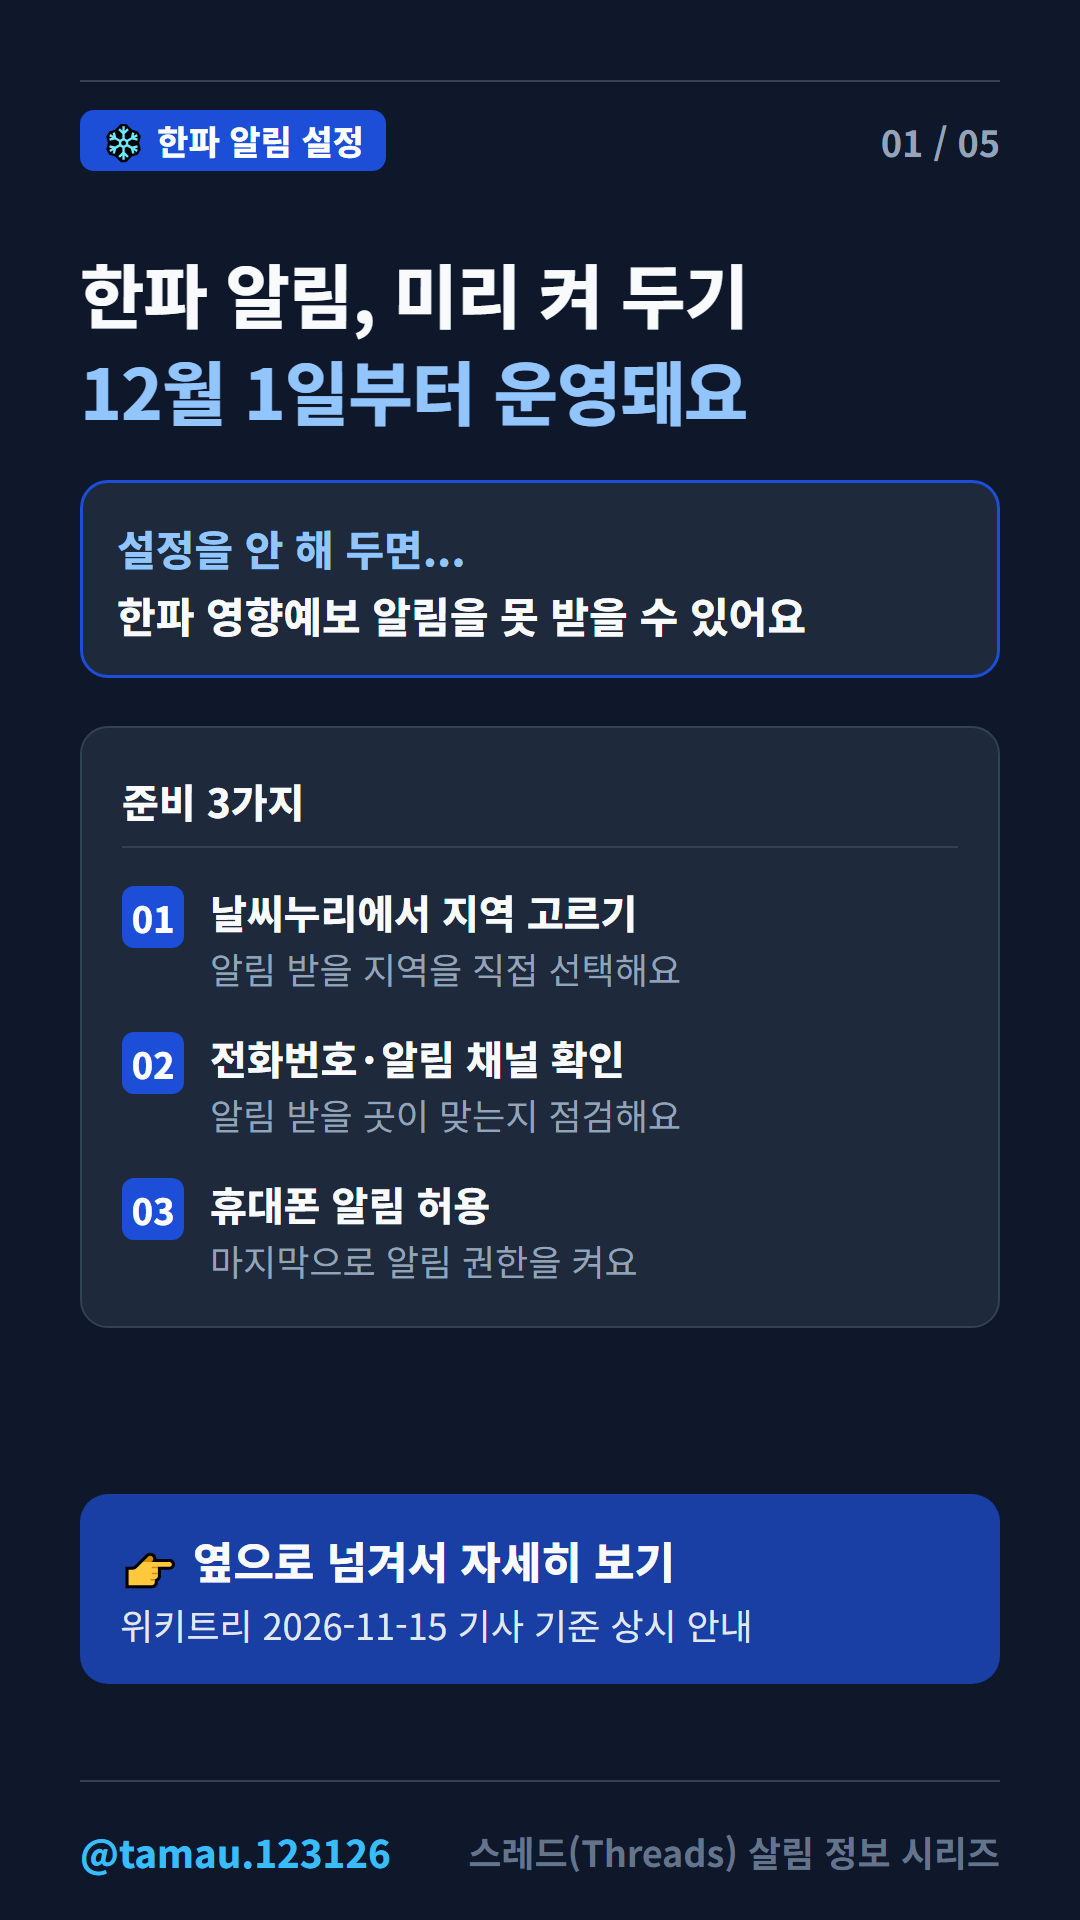 ❄ 한파 알림 설정
01 / 05
한파 알림, 미리 켜 두기
12월 1일부터 운영돼요
설정을 안 해 두면...
한파 영향예보 알림을 못 받을 수 있어요
준비 3가지
01
날씨누리에서 지역 고르기
알림 받을 지역을 직접 선택해요
02
전화번호·알림 채널 확인
알림 받을 곳이 맞는지 점검해요
03
휴대폰 알림 허용
마지막으로 알림 권한을 켜요
👉 옆으로 넘겨서 자세히 보기
위키트리 2026-11-15 기사 기준 상시 안내
@tamau.123126
스레드(Threads) 살림 정보 시리즈